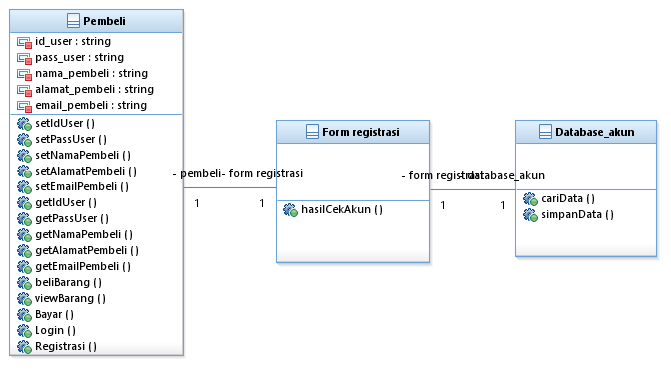 Pembeli
id_user : string
pass_user : string
nama_pembeli : string
alamat_pembeli : string
email_pembeli : string
setIdUser ( )
setPassUser ( )
setNamaPembeli ( )
setAlamatPembeli ( )
setEmailPembeli ( )
getIdUser ( )
getPassUser ( )
getNamaPembeli ( )
getAlamatPembeli ( )
getEmailPembeli ( )
beliBarang ( )
viewBarang ( )
Bayar ( )
Login ( )
Registrasi ( )
- pembeli
- form registrasi
1
1
Form registrasi
hasilCekAkun ( )
- form registrasi
- database_akun
1
1
Database_akun
cariData ( )
simpanData ( )